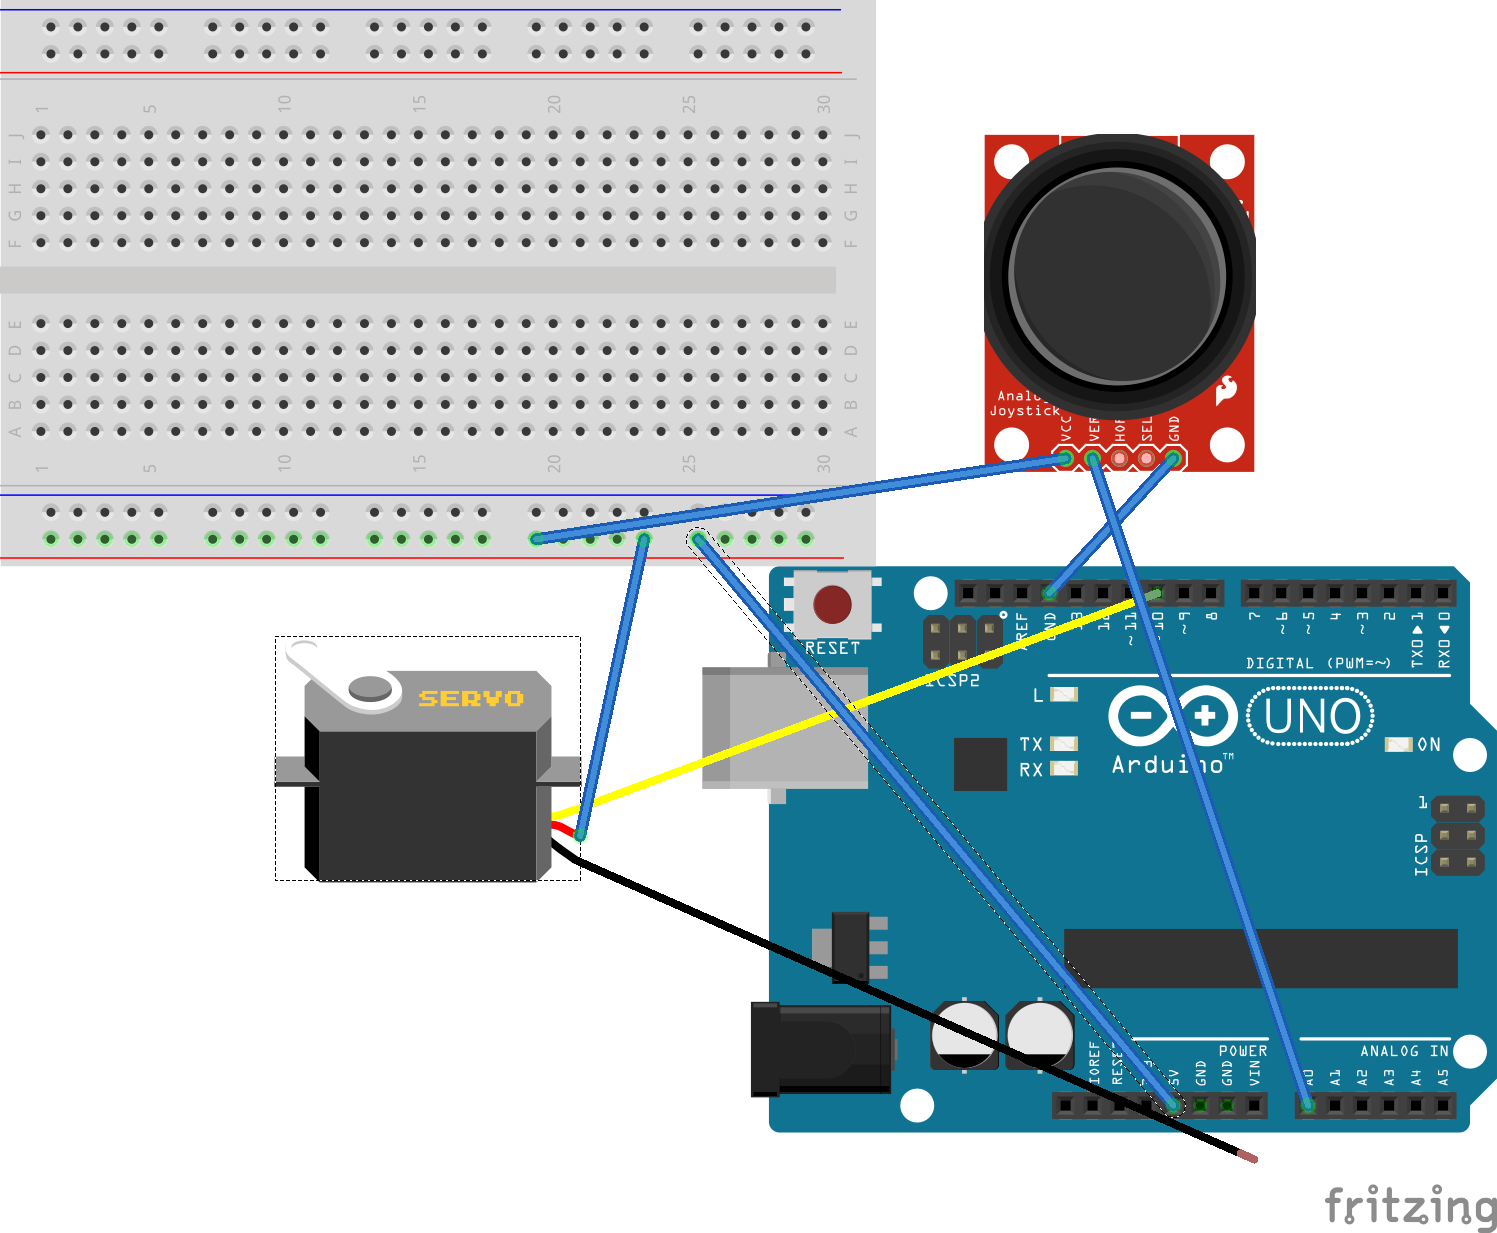 1 5 10 15 20 25 30
J J
I I
H H
G G
F F
E E
D D
C C
B B
A A
1 5 10 15 20 25 30
Analog
Joystick
VCC
VER
HOR
SEL
GND
RESET
AREF
GND
13
12
~11
~10
~9
8
7
~6
~5
4
~3
2
TX0▶1
RX0◀0
DIGITAL (PWM=~)
ICSP2
L
TX
RX
UNO
ON
Arduino™
1
ICSP
SERVO
POWER
ANALOG IN
IOREF
RESET
5V
GND
GND
VIN
A0
A1
A2
A3
A4
A5
fritzing